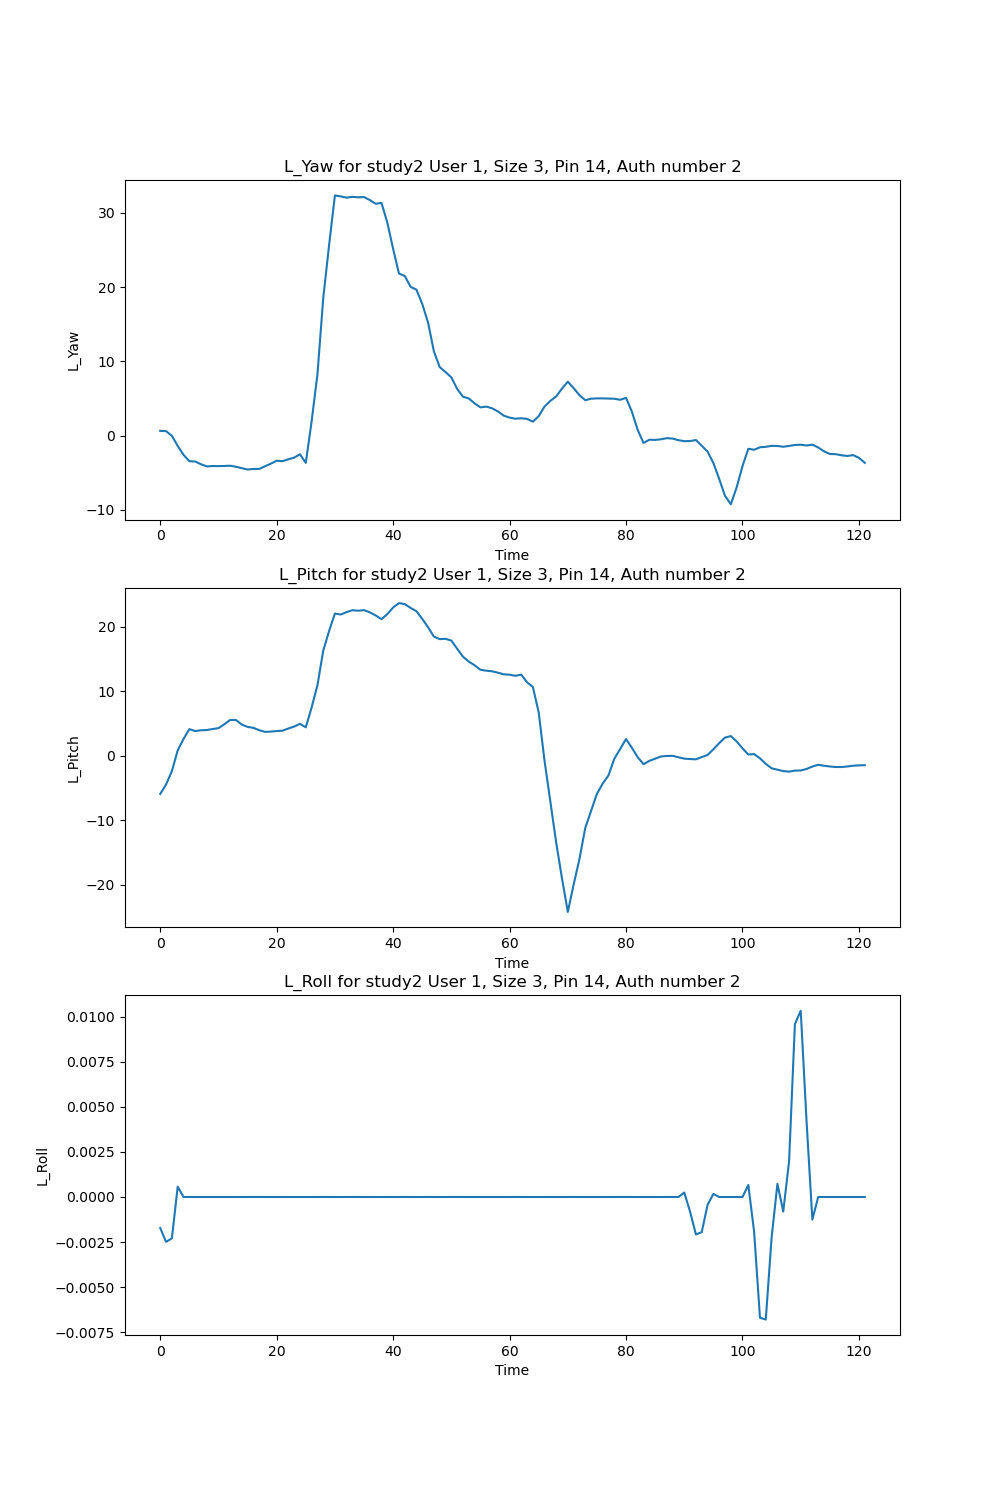 L_Yaw for study2 User 1, Size 3, Pin 14, Auth number 2
30
20
10
0
−10
L_Yaw
0 20 40 60 80 100 120
Time
L_Pitch for study2 User 1, Size 3, Pin 14, Auth number 2
20
10
0
−10
−20
L_Pitch
0 20 40 60 80 100 120
Time
L_Roll for study2 User 1, Size 3, Pin 14, Auth number 2
0.0100
0.0075
0.0050
0.0025
0.0000
−0.0025
−0.0050
−0.0075
L_Roll
0 20 40 60 80 100 120
Time